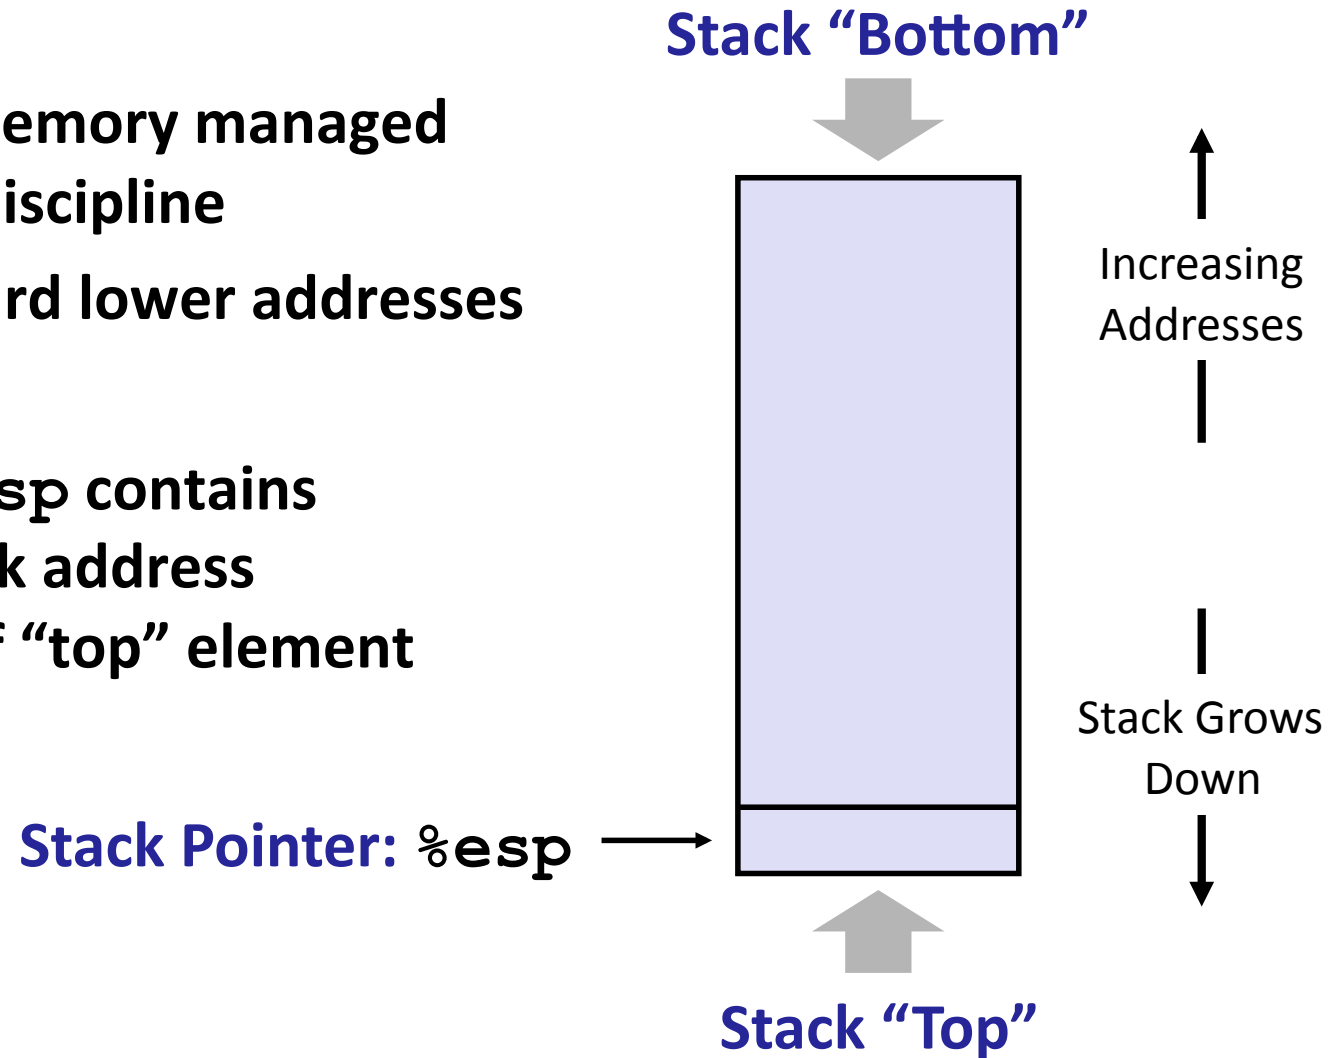 Stack “Bottom”
emory managed
iscipline
rd lower addresses
Increasing
Addresses
sp contains
k address
f “top” element
Stack Grows
Down
Stack Pointer: %esp
Stack “Top”